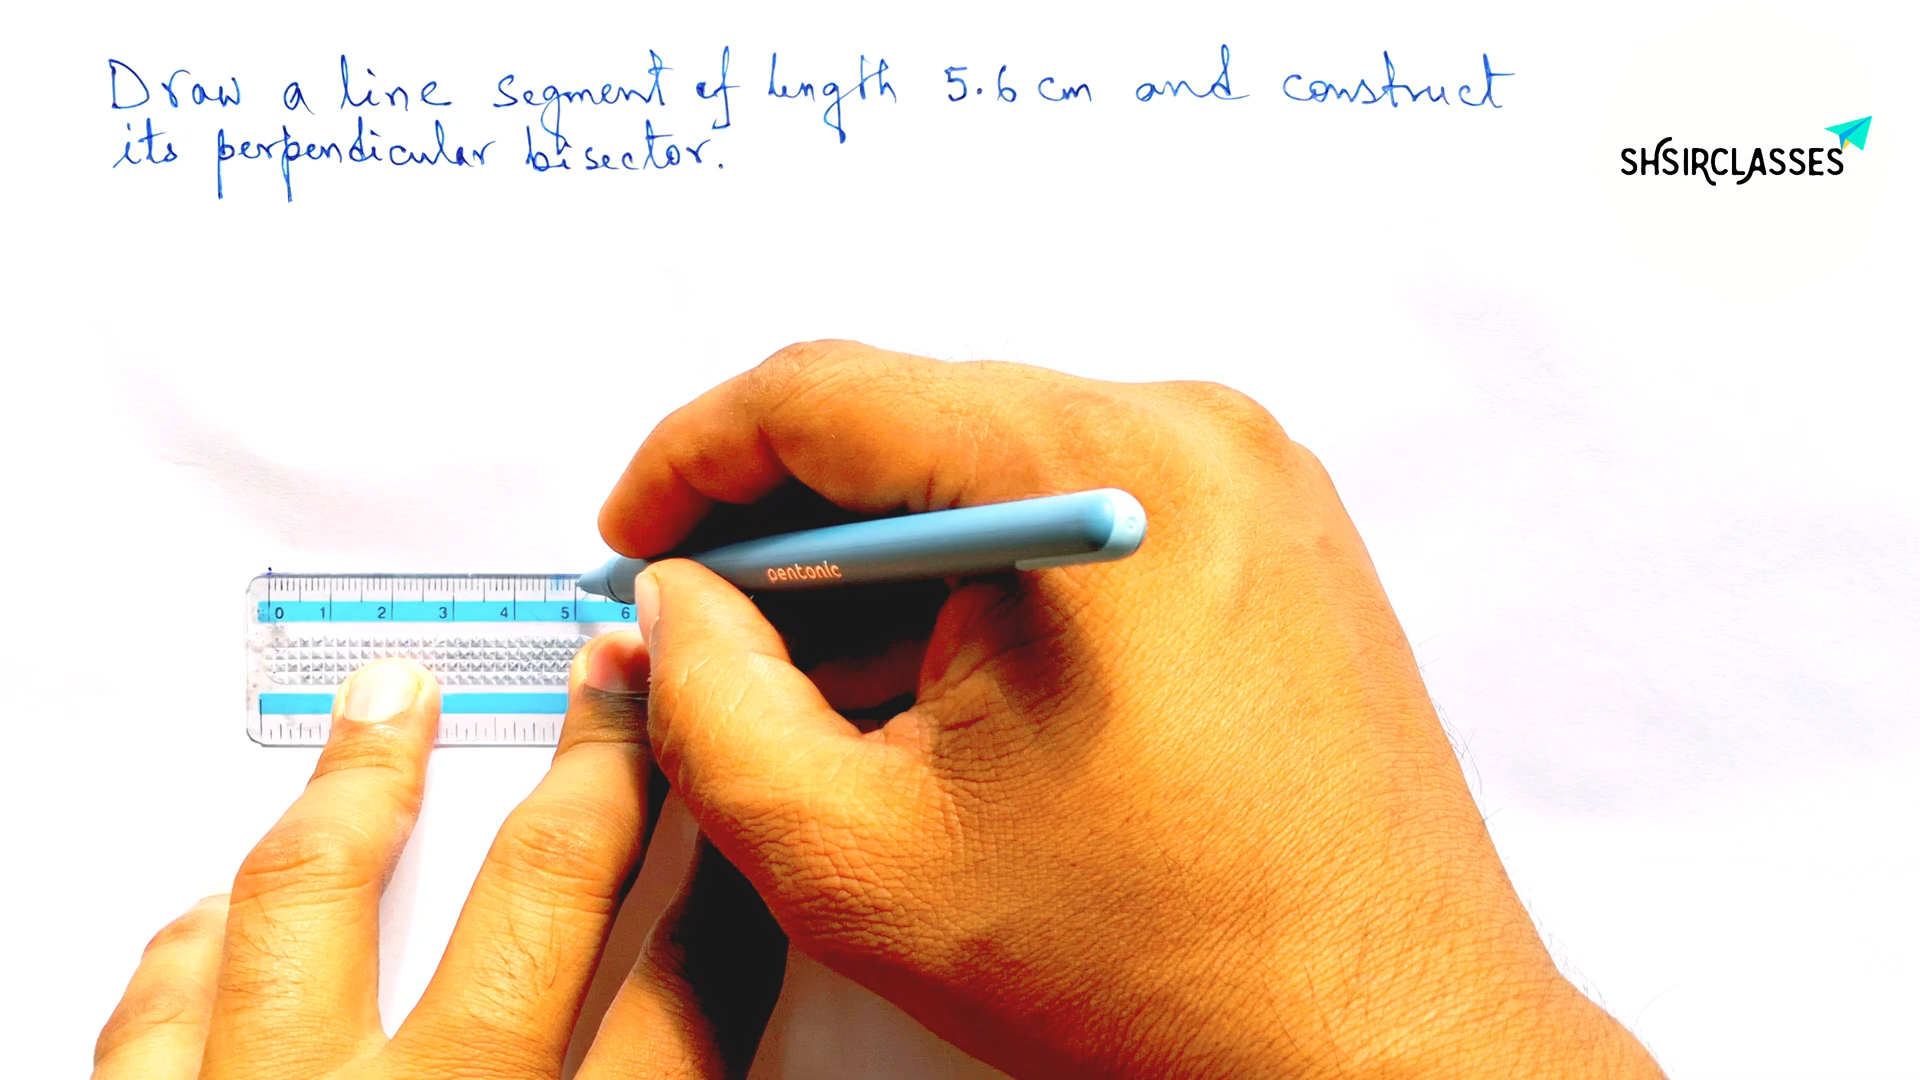 Draw a line segment of length 5.6 cm and construct
its perpendicular bisector.
SHSIRCLASSES
pentonic
0 1 2 3 4 5 6